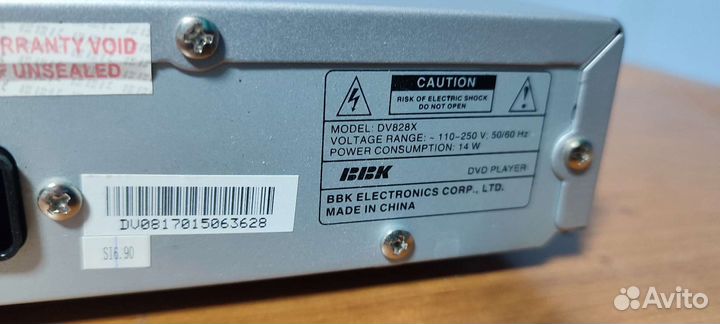 RRANTY VOID
F UNSEALED
CAUTION
RISK OF ELECTRIC SHOCK
DO NOT OPEN
MODEL: DV828X
VOLTAGE RANGE: ~ 110-250 V: 50/60 Hz
POWER CONSUMPTION: 14 W
BBK DVD PLAYER
BBK ELECTRONICS CORP., LTD.
MADE IN CHINA
DV0817015063628
SI6.90
Avito